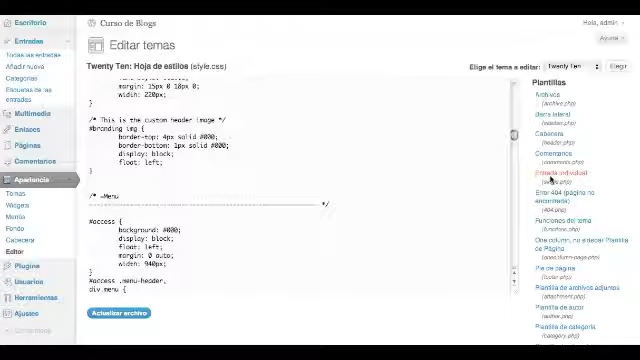 Escritorio
Entradas
Todas las entradas
Añadir nueva
Categorías
Etiquetas de las
entradas
Multimedia
Enlaces
Páginas
Comentarios
Apariencia
Temas
Widgets
Menús
Fondo
Cabecera
Editor
Plugins
Usuarios
Herramientas
Ajustes
Curso de Blogs
Hola, admin
Ayuda
Editar temas
Twenty Ten: Hoja de estilos (style.css)
Elige el tema a editar:
Twenty Ten
Elegir
margin: 15px 0 18px 0;
width: 220px;
}
/* This is the custom header image */
#branding img {
border-top: 4px solid #000;
border-bottom: 1px solid #000;
display: block;
float: left;
}
/* =Menu
-------------------------------------------------------------- */
#access {
background: #000;
display: block;
float: left;
margin: 0 auto;
width: 940px;
}
#access .menu-header,
div.menu {
Actualizar archivo
Plantillas
Archivos
(archive.php)
Barra lateral
(sidebar.php)
Cabecera
(header.php)
Comentarios
(comments.php)
Entrada individual
(single.php)
Error 404 (página no
encontrada)
(404.php)
Funciones del tema
(functions.php)
One column, no sidebar Plantilla
de Página
(onecolumn-page.php)
Pie de página
(footer.php)
Plantilla de archivos adjuntos
(attachment.php)
Plantilla de autor
(author.php)
Plantilla de categoría
(category.php)